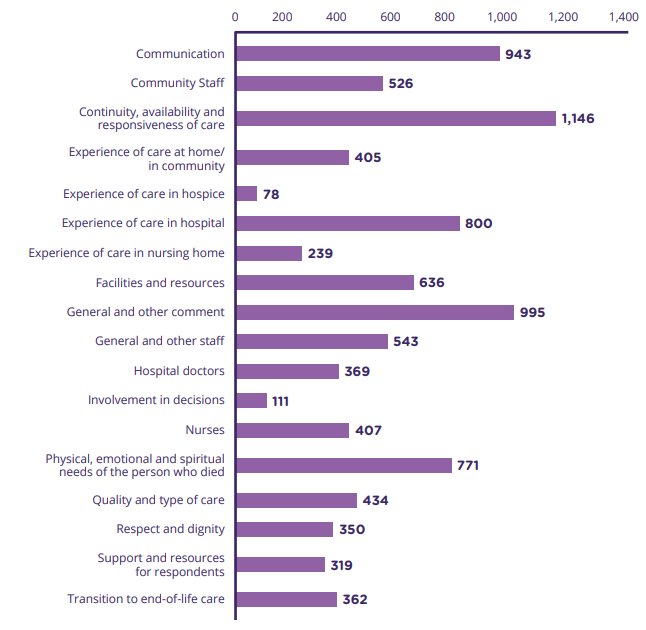 0 200 400 600 800 1,000 1,200 1,400
Communication 943
Community Staff 526
Continuity, availability and
responsiveness of care 1,146
Experience of care at home/
in community 405
Experience of care in hospice 78
Experience of care in hospital 800
Experience of care in nursing home 239
Facilities and resources 636
General and other comment 995
General and other staff 543
Hospital doctors 369
Involvement in decisions 111
Nurses 407
Physical, emotional and spiritual
needs of the person who died 771
Quality and type of care 434
Respect and dignity 350
Support and resources
for respondents 319
Transition to end-of-life care 362